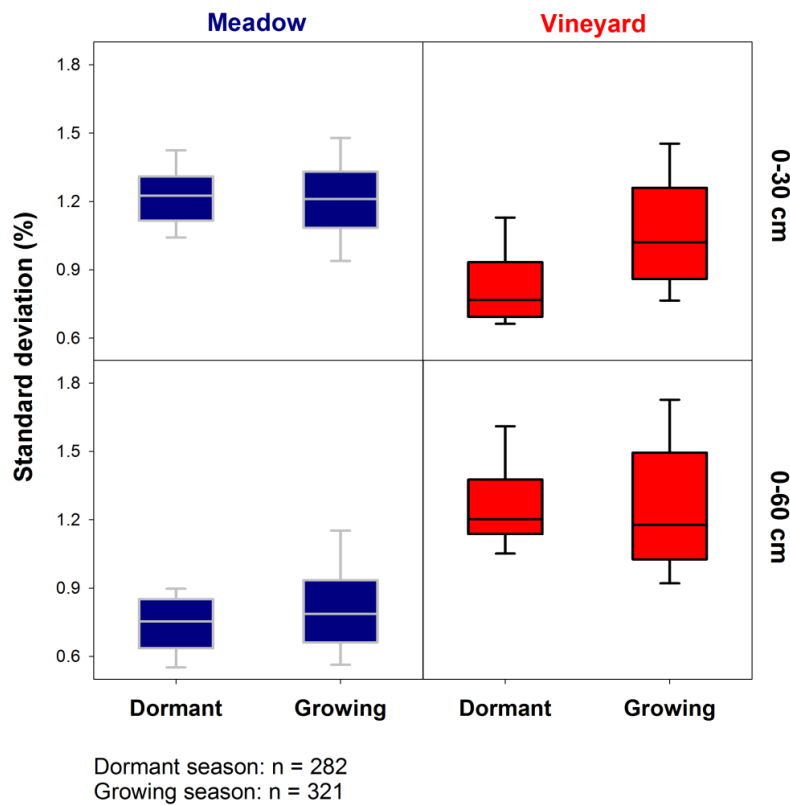 Meadow
Vineyard
Standard deviation (%)
1.8
1.5
1.2
0.9
0.6
0-30 cm
1.8
1.5
1.2
0.9
0.6
0-60 cm
Dormant
Growing
Dormant
Growing
Dormant season: n = 282
Growing season: n = 321